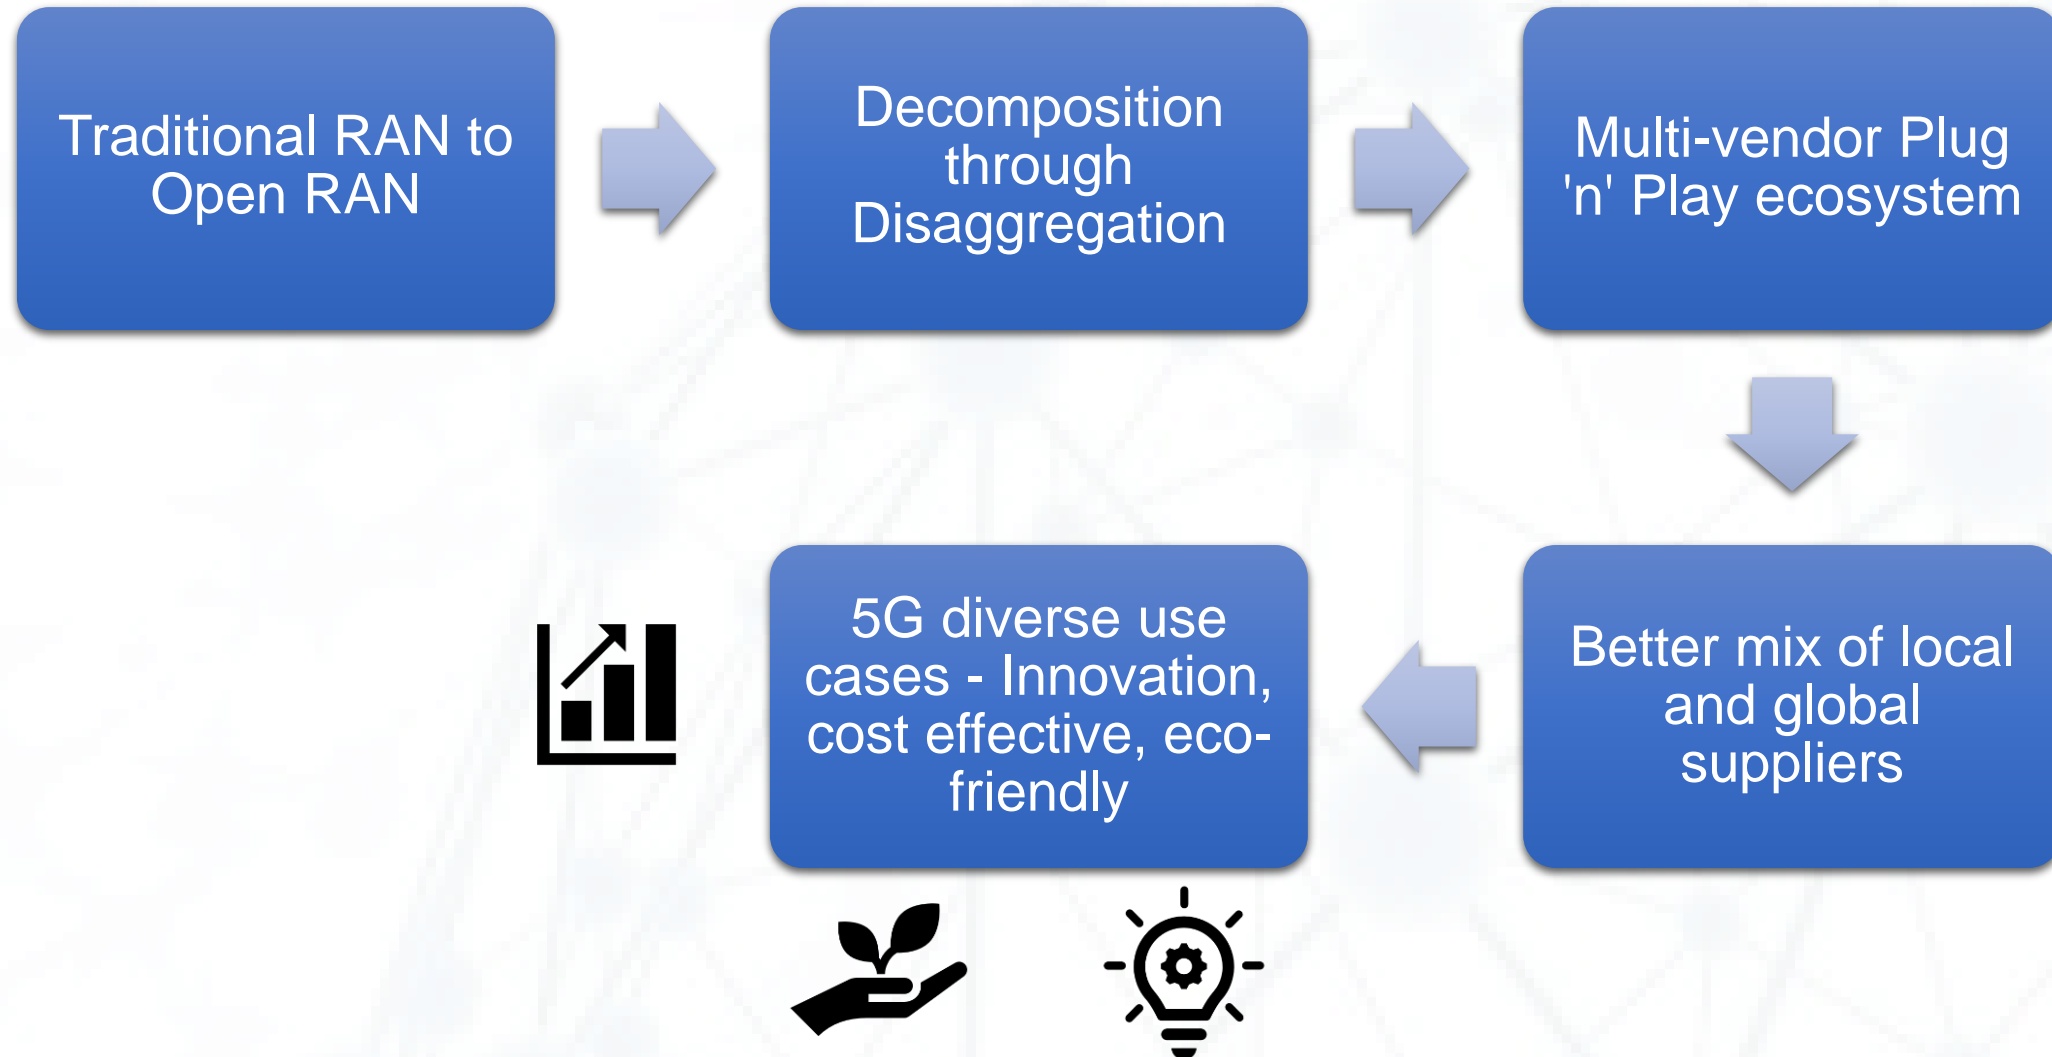 Traditional RAN to
Open RAN
Decomposition
through
Disaggregation
Multi-vendor Plug
'n' Play ecosystem
Better mix of local
and global
suppliers
5G diverse use
cases - Innovation,
cost effective, eco-
friendly